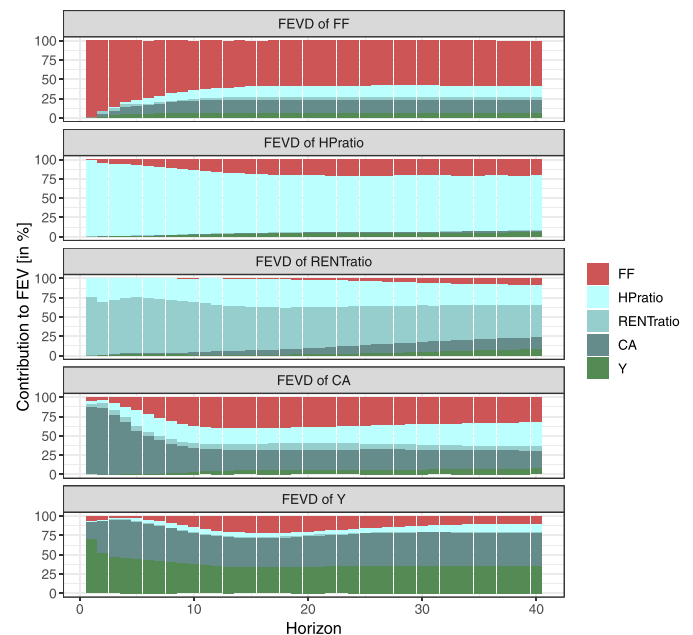 FEVD of FF
100
75
50
25
0
FEVD of HPratio
100
75
50
25
0
FEVD of RENTratio
100
75
50
25
0
FEVD of CA
100
75
50
25
0
FEVD of Y
100
75
50
25
0
0 10 20 30 40
Horizon
Contribution to FEV [in %]
FF
HPratio
RENTratio
CA
Y